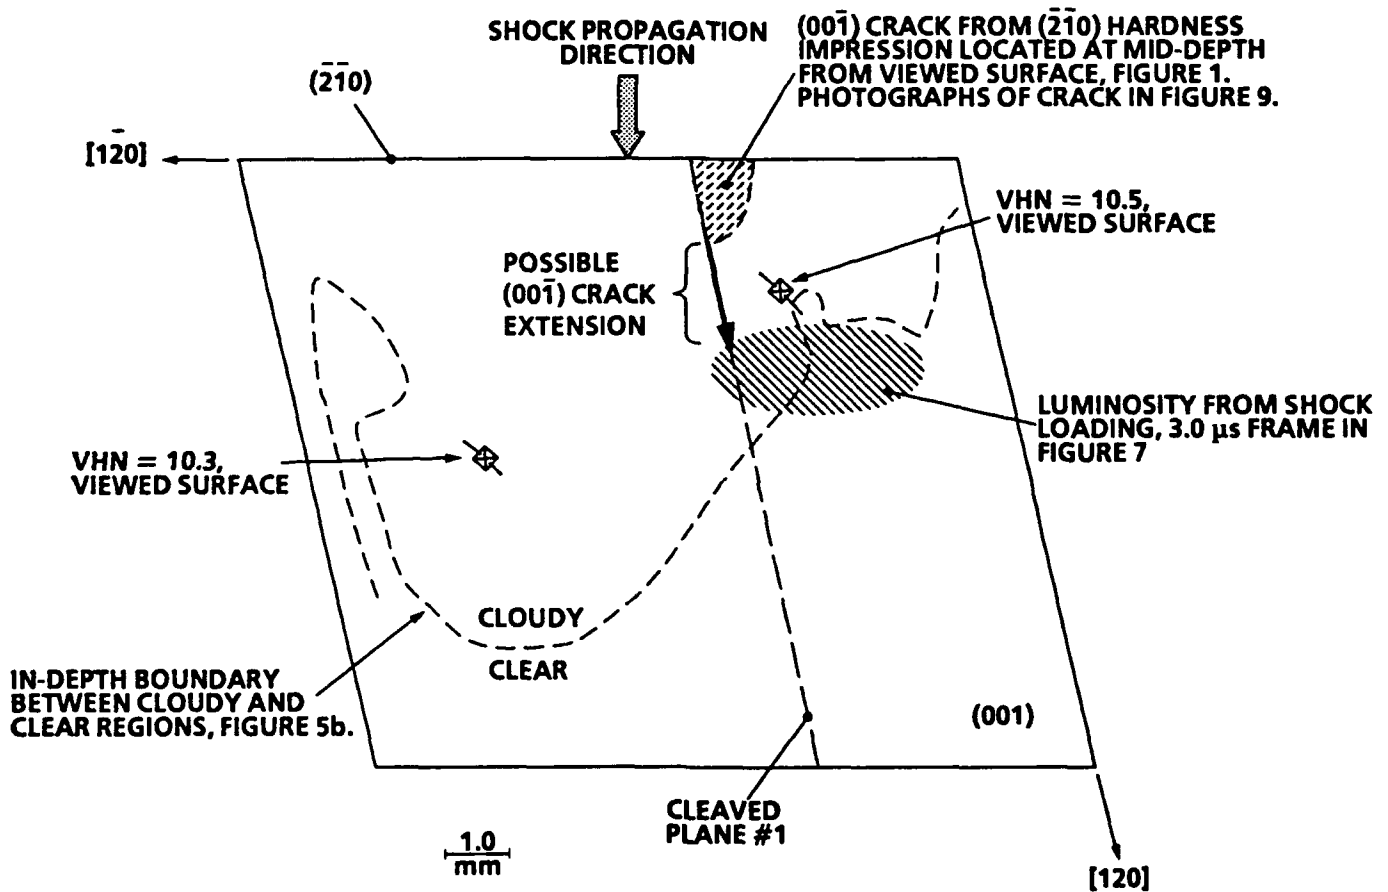 SHOCK PROPAGATION
DIRECTION
(001̄) CRACK FROM (2̄1̄0) HARDNESS
IMPRESSION LOCATED AT MID-DEPTH
FROM VIEWED SURFACE, FIGURE 1.
PHOTOGRAPHS OF CRACK IN FIGURE 9.
(2̄1̄0)
[1̄20]
VHN = 10.5,
VIEWED SURFACE
POSSIBLE
(001̄) CRACK
EXTENSION
LUMINOSITY FROM SHOCK
LOADING, 3.0 µs FRAME IN
FIGURE 7
VHN = 10.3,
VIEWED SURFACE
CLOUDY
CLEAR
IN-DEPTH BOUNDARY
BETWEEN CLOUDY AND
CLEAR REGIONS, FIGURE 5b.
(001)
CLEAVED
PLANE #1
1.0
mm
[120]